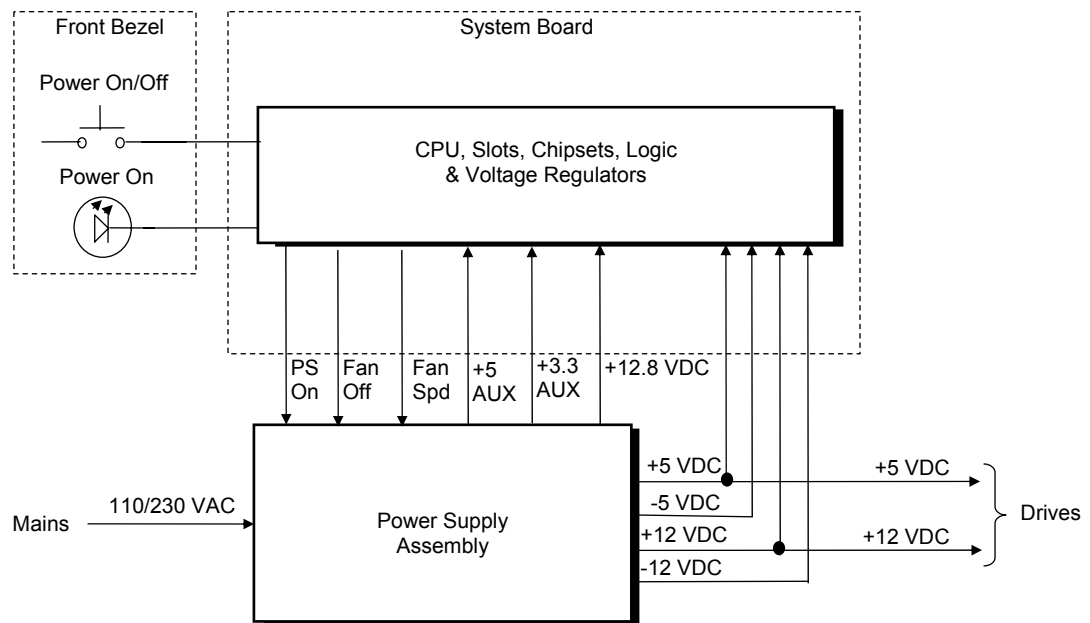 Front Bezel
System Board
Power On/Off
CPU, Slots, Chipsets, Logic
& Voltage Regulators
Power On
PS
On
Fan
Off
Fan
Spd
+5
AUX
+3.3
AUX
+12.8 VDC
+5 VDC
+5 VDC
-5 VDC
+12 VDC
+12 VDC
-12 VDC
Drives
Mains
110/230 VAC
Power Supply
Assembly